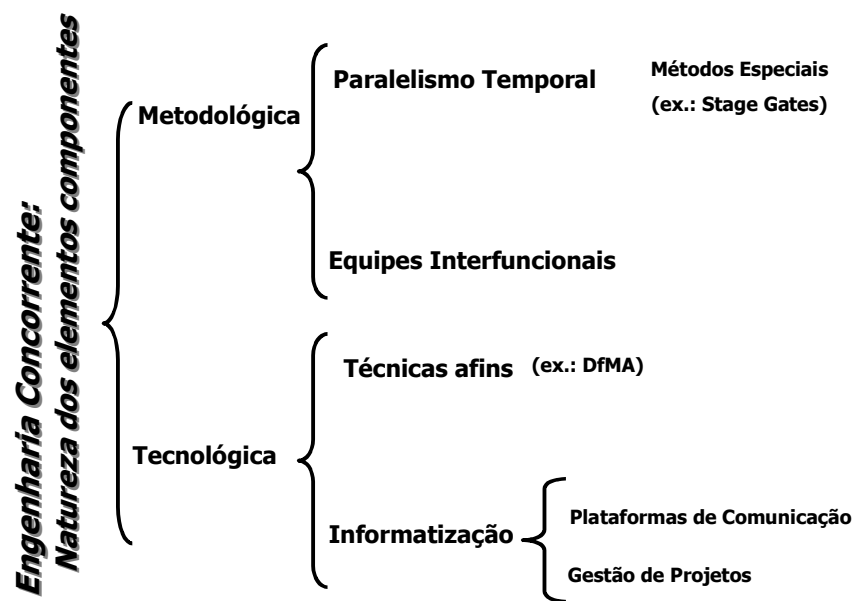 Engenharia Concorrente:
Natureza dos elementos componentes
Metodológica
Paralelismo Temporal
Métodos Especiais
(ex.: Stage Gates)
Equipes Interfuncionais
Tecnológica
Técnicas afins
(ex.: DfMA)
Informatização
Plataformas de Comunicação
Gestão de Projetos